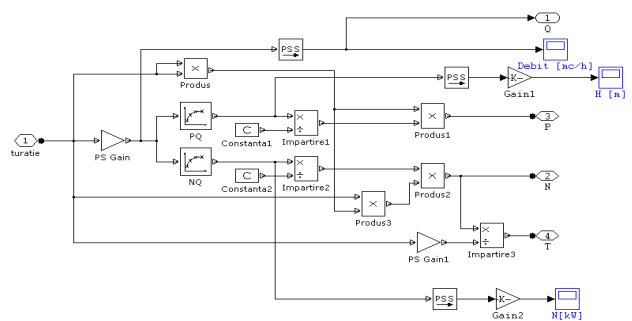 1
Q
PSS
Debit [mc/h]
Produs
PSS
K-
Gain1
H [m]
1
turatie
PS Gain
PQ
C
Constanta1
Impartire1
Produs1
3
P
NQ
C
Constanta2
Impartire2
Produs2
2
N
Produs3
PS Gain1
Impartire3
4
T
PSS
K-
Gain2
N[kW]